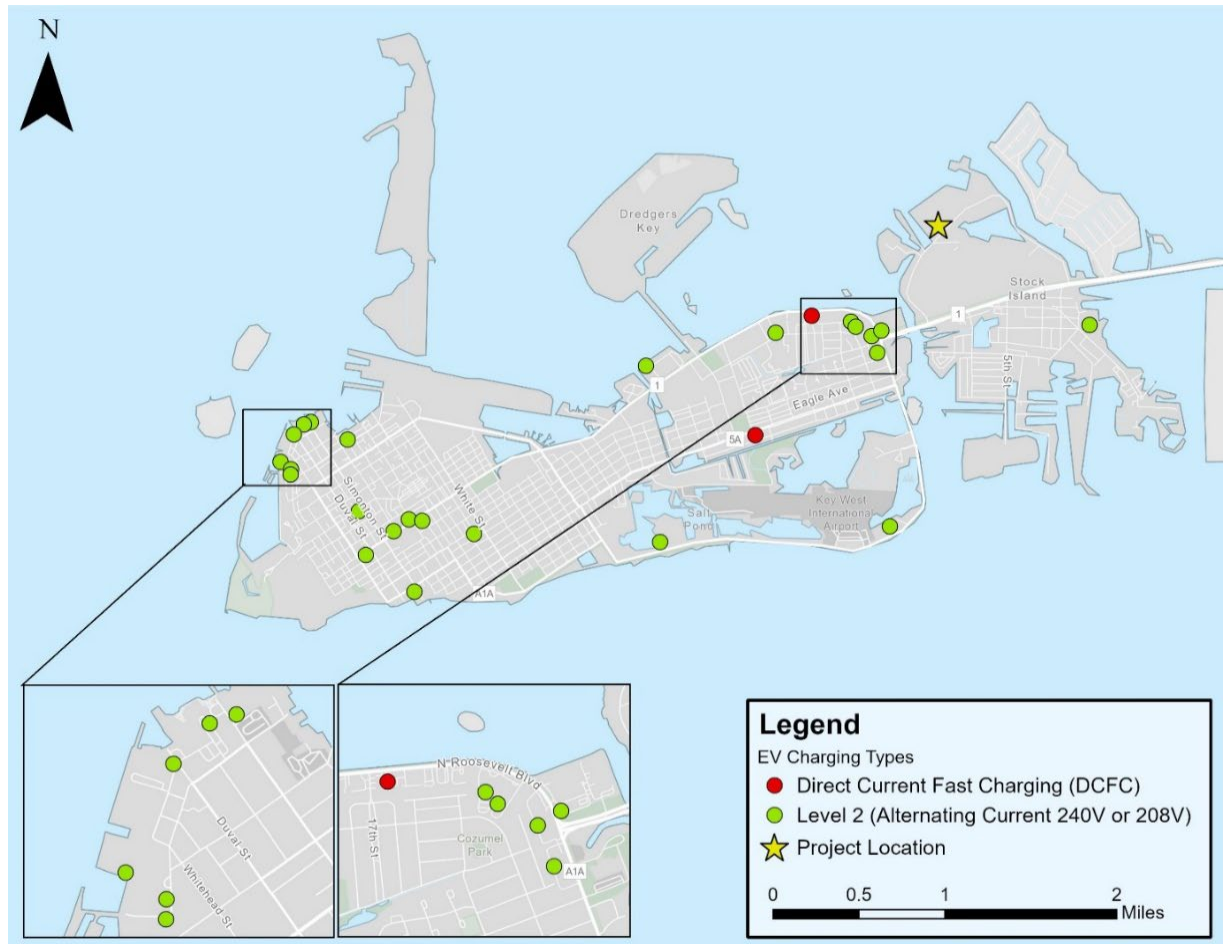 N
Dredgers
Key
Stock
Island
1
5th St
1
Eagle Ave
5A
Key West
International
Airport
Salt
Pond
White St
Simonton St
Duval St
A1A
Duval St
Whitehead St
N Roosevelt Blvd
17th St
Cozumel
Park
A1A
Legend
EV Charging Types
Direct Current Fast Charging (DCFC)
Level 2 (Alternating Current 240V or 208V)
Project Location
0 0.5 1 2
Miles